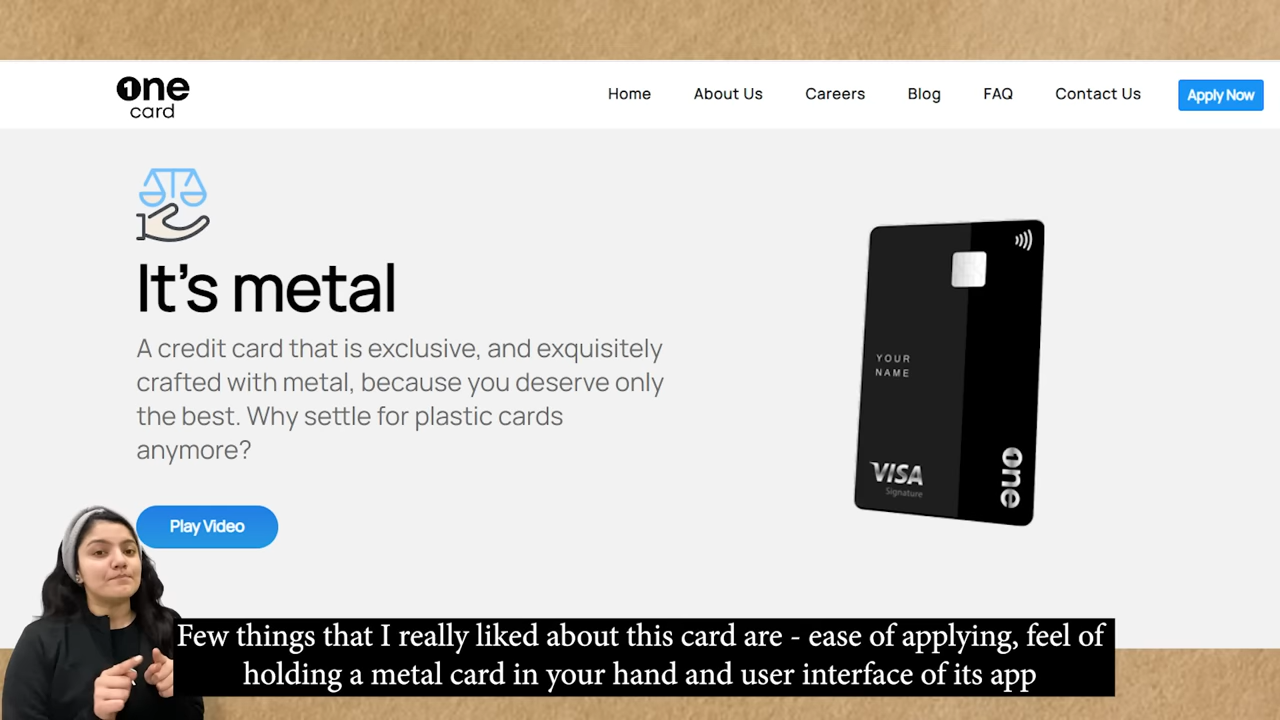 One
card
Home
About Us
Careers
Blog
FAQ
Contact Us
Apply Now
It's metal
A credit card that is exclusive, and exquisitely
crafted with metal, because you deserve only
the best. Why settle for plastic cards
anymore?
YOUR
NAME
VISA
Signature
One
Play Video
Few things that I really liked about this card are - ease of applying, feel of
holding a metal card in your hand and user interface of its app